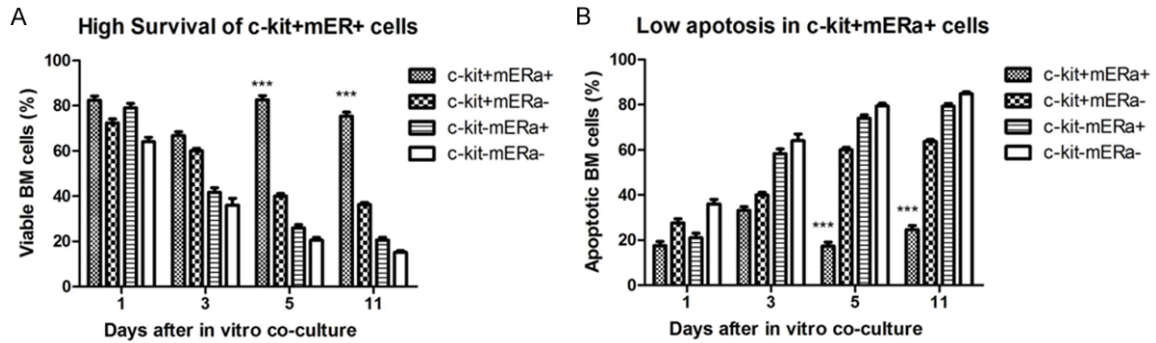 A
High Survival of c-kit+mER+ cells
Viable BM cells (%)
100
80
60
40
20
0
***
***
1 3 5 11
Days after in vitro co-culture
c-kit+mERa+
c-kit+mERa-
c-kit-mERa+
c-kit-mERa-
B
Low apotosis in c-kit+mERa+ cells
Apoptotic BM cells (%)
100
80
60
40
20
0
***
***
1 3 5 11
Days after in vitro co-culture
c-kit+mERa+
c-kit+mERa-
c-kit-mERa+
c-kit-mERa-